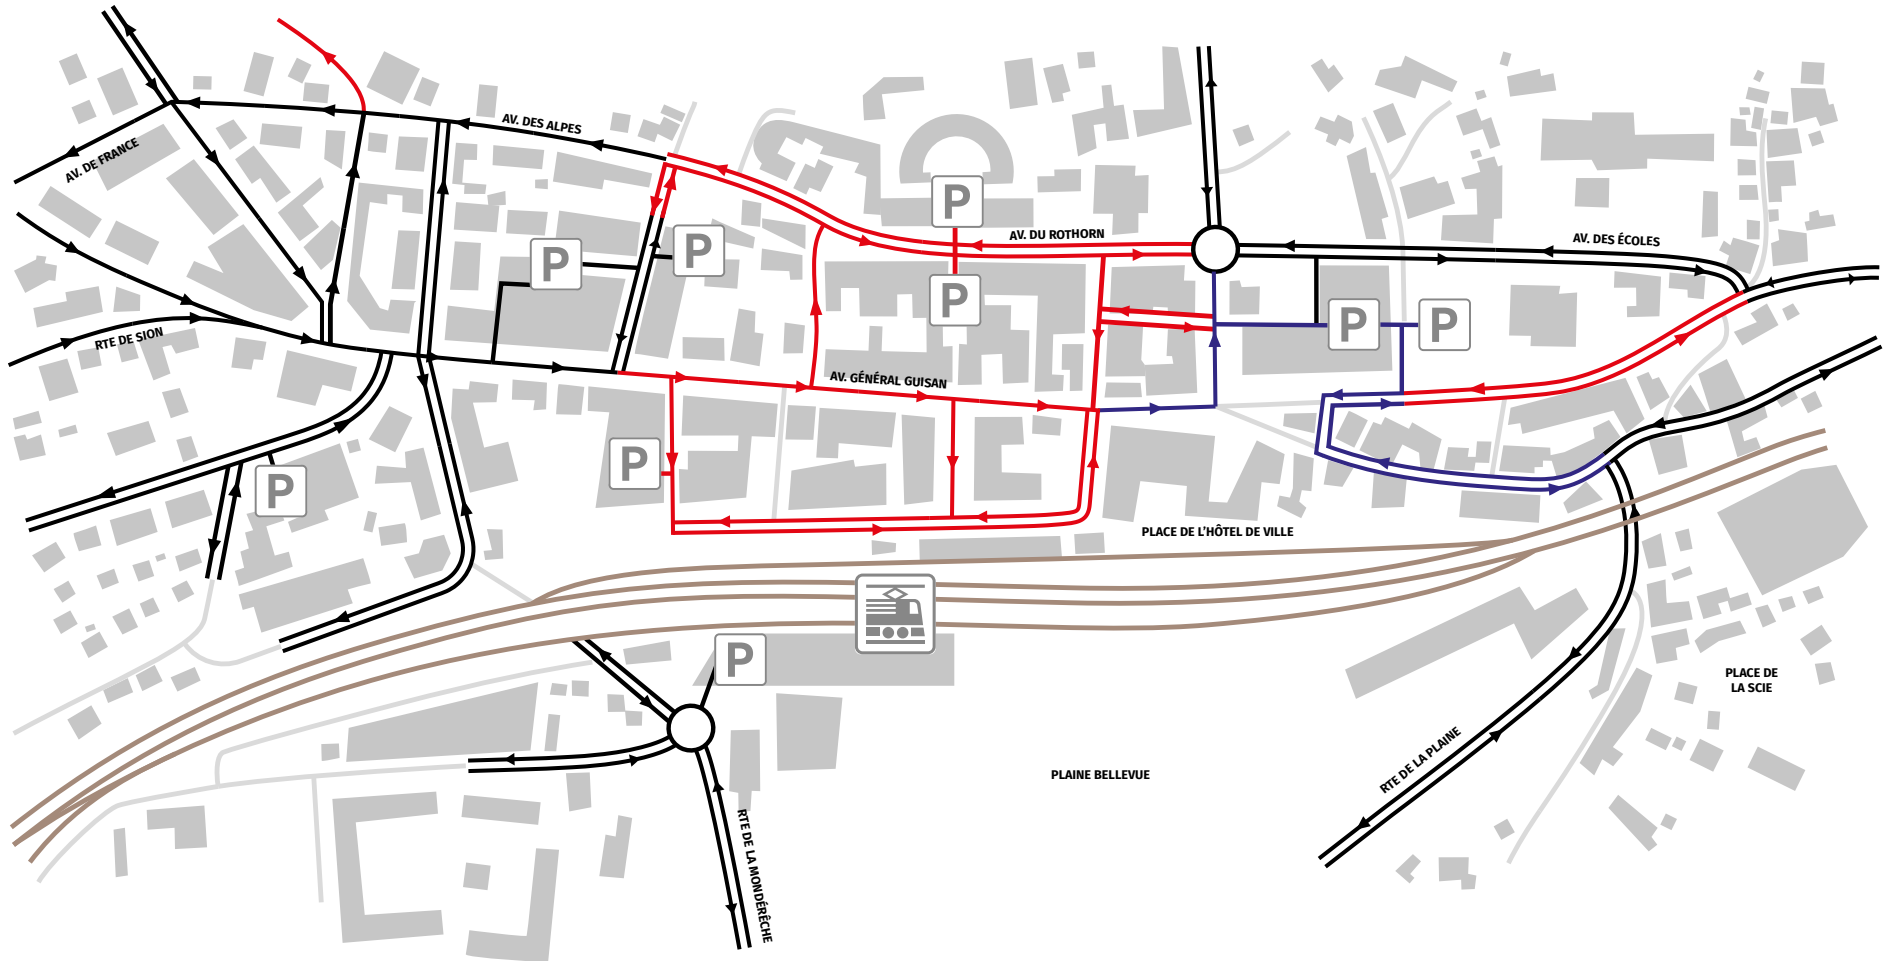 AV. DES ALPES
AV. DE FRANCE
P
P
P
AV. DU ROTHORN
AV. DES ÉCOLES
P
P
P
RTE DE SION
AV. GÉNÉRAL GUISAN
P
P
PLACE DE L'HÔTEL DE VILLE
P
PLACE DE
LA SCIE
RTE DE LA PLAINE
PLAINE BELLEVUE
RTE DE LA MONDÉRÈCHE